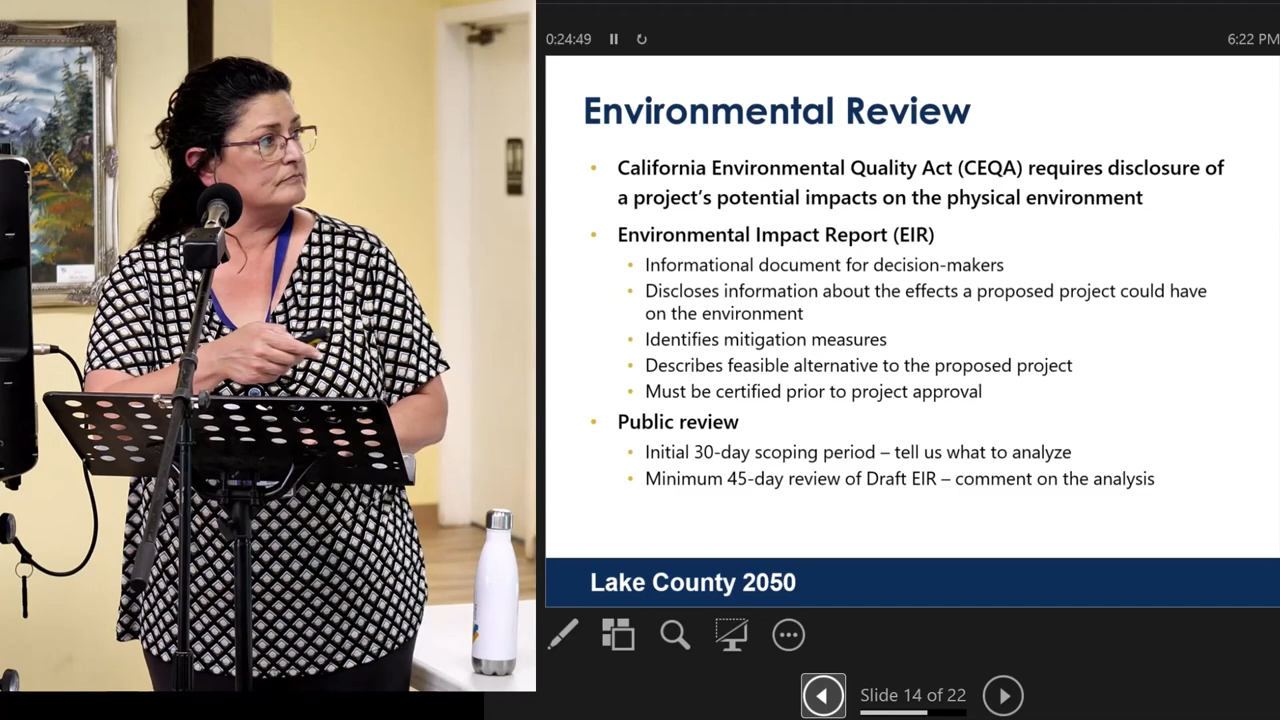 0:24:49
6:22 PM
Environmental Review
• California Environmental Quality Act (CEQA) requires disclosure of
a project's potential impacts on the physical environment
• Environmental Impact Report (EIR)
• Informational document for decision-makers
• Discloses information about the effects a proposed project could have
on the environment
• Identifies mitigation measures
• Describes feasible alternative to the proposed project
• Must be certified prior to project approval
• Public review
• Initial 30-day scoping period – tell us what to analyze
• Minimum 45-day review of Draft EIR – comment on the analysis
Lake County 2050
Slide 14 of 22